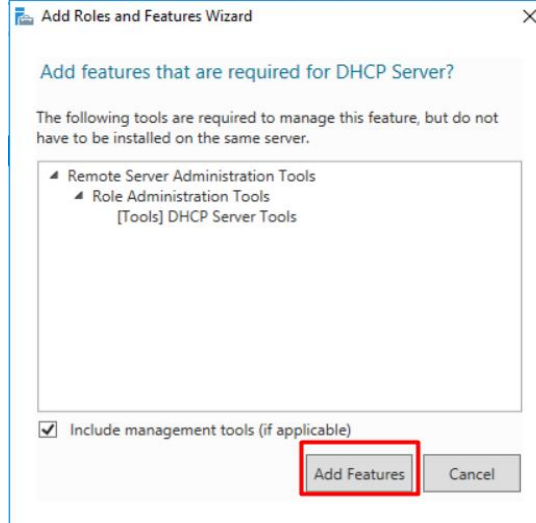 Add Roles and Features Wizard
Add features that are required for DHCP Server?
The following tools are required to manage this feature, but do not
have to be installed on the same server.
Remote Server Administration Tools
Role Administration Tools
[Tools] DHCP Server Tools
Include management tools (if applicable)
Add Features Cancel